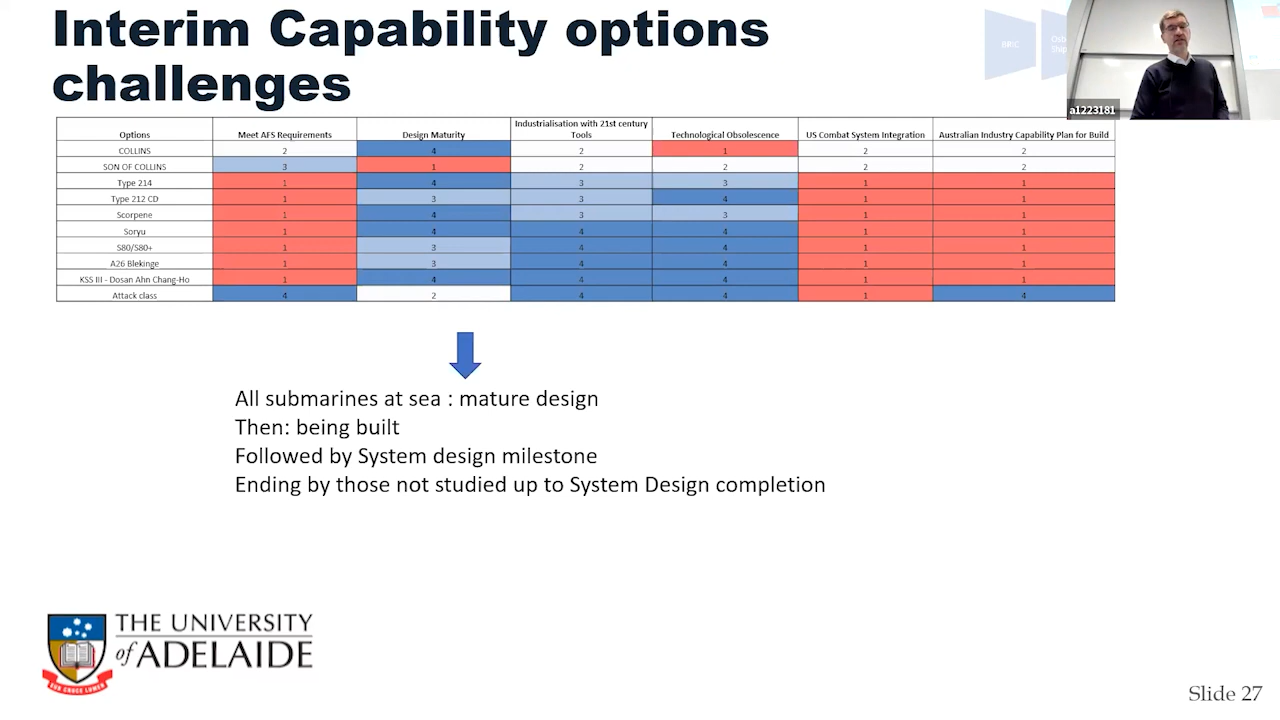 Interim Capability options
challenges
BRIC
a1223181
Options Meet AFS Requirements Design Maturity Industrialisation with 21st century Tools Technological Obsolescence US Combat System Integration Australian Industry Capability Plan for Build
COLLINS 2 4 2 1 2 2
SON OF COLLINS 3 1 2 2 2 2
Type 214 1 4 3 3 1 1
Type 212 CD 1 3 3 4 1 1
Scorpene 1 4 3 3 1 1
Soryu 1 4 4 4 1 1
S80/S80+ 1 3 4 4 1 1
A26 Blekinge 1 3 4 4 1 1
KSS III - Dosan Ahn Chang-Ho 1 4 4 4 1 1
Attack class 4 2 4 4 1 4
All submarines at sea : mature design
Then: being built
Followed by System design milestone
Ending by those not studied up to System Design completion
THE UNIVERSITY
of ADELAIDE
SUB CRUCE LUMEN
Slide 27